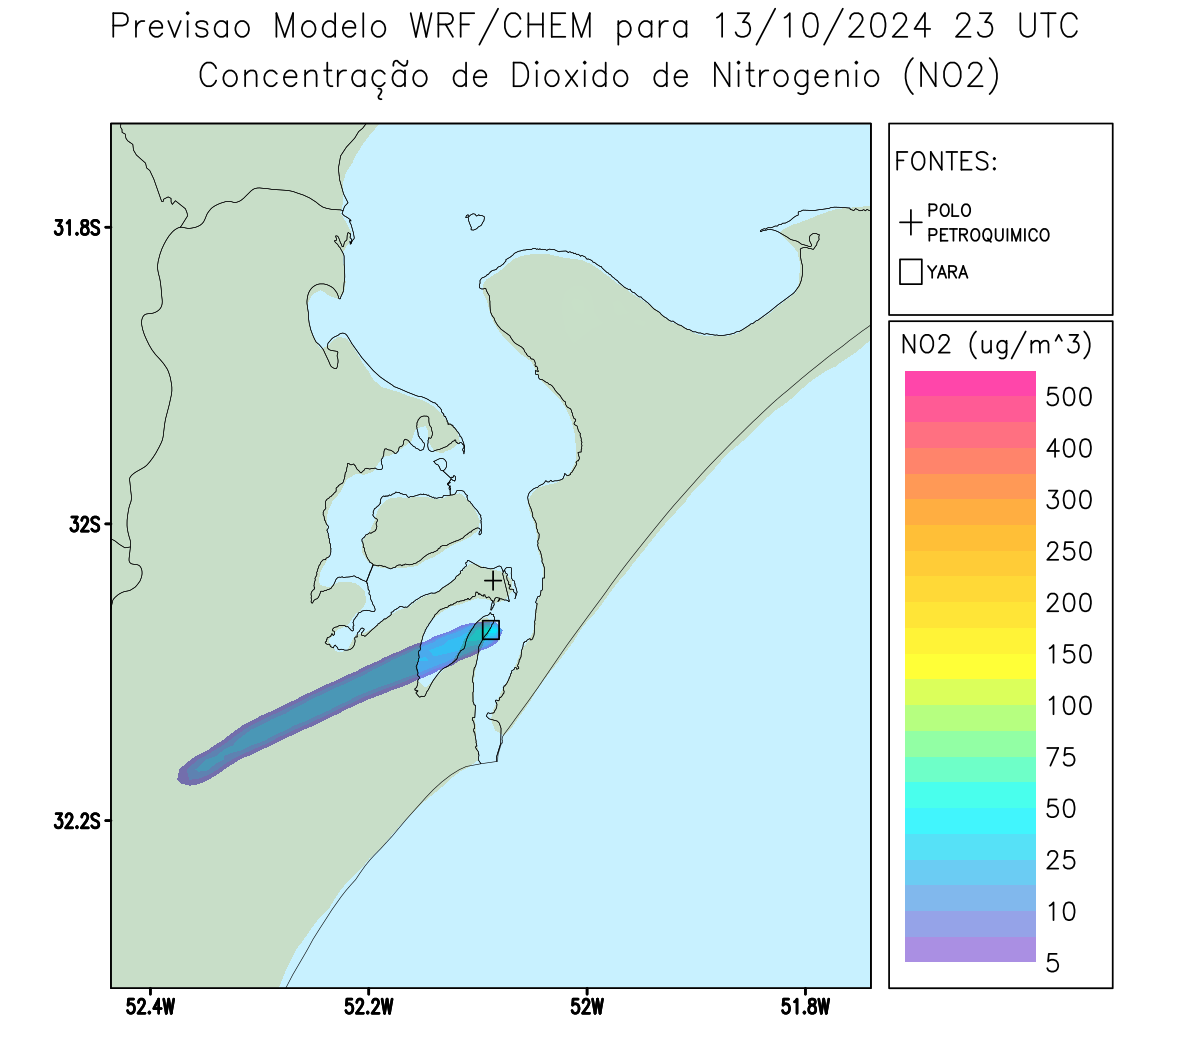 Previsao Modelo WRF/CHEM para 13/10/2024 23 UTC
Concentração de Dioxido de Nitrogenio (NO2)
FONTES:
POLO
PETROQUIMICO
YARA
31.8S
32S
32.2S
52.4W
52.2W
52W
51.8W
NO2 (ug/m^3)
500
400
300
250
200
150
100
75
50
25
10
5